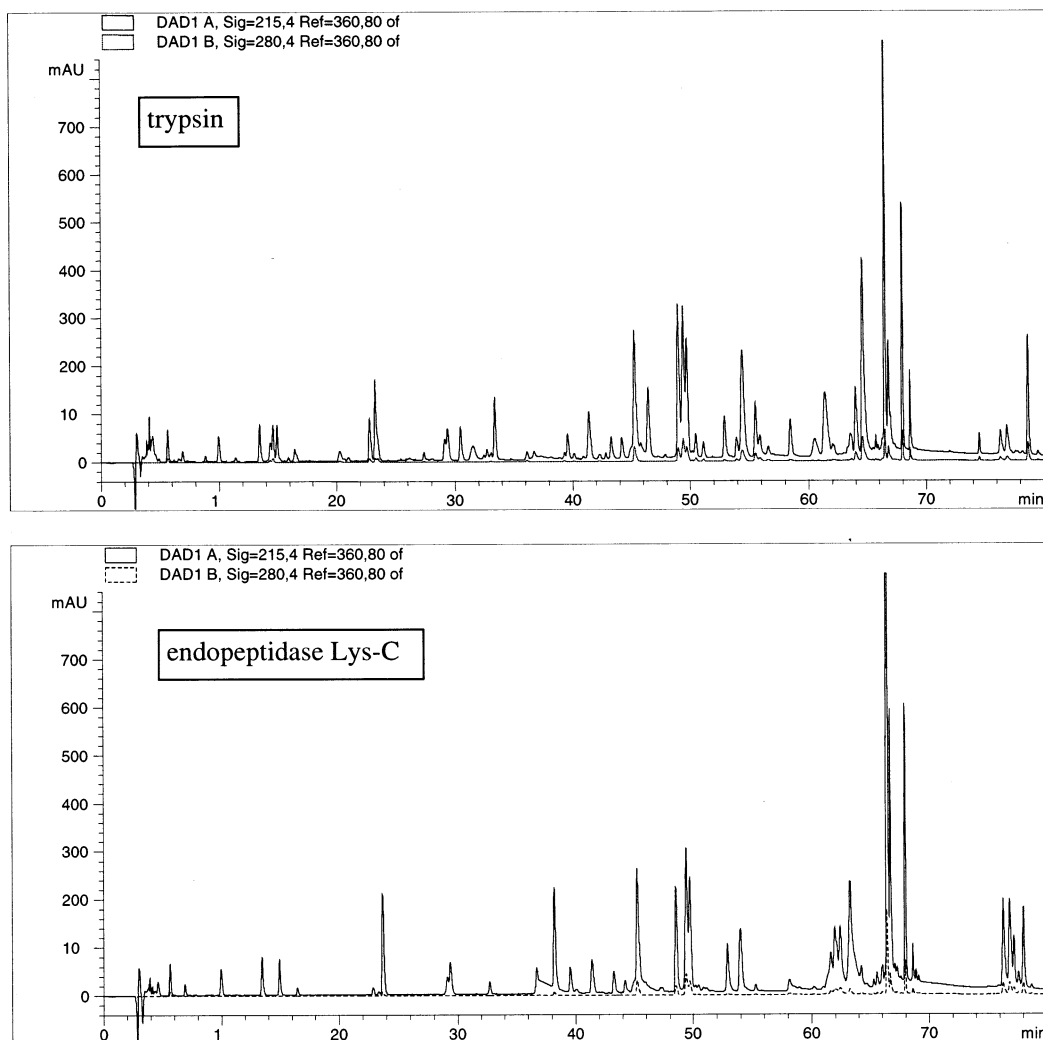 DAD1 A, Sig=215,4 Ref=360,80 of
DAD1 B, Sig=280,4 Ref=360,80 of
mAU
trypsin
700
600
500
400
300
200
10
0
0 1 20 30 40 50 60 70 min
DAD1 A, Sig=215,4 Ref=360,80 of
DAD1 B, Sig=280,4 Ref=360,80 of
mAU
endopeptidase Lys-C
700
600
500
400
300
200
10
0
0 1 20 30 40 50 60 70 min